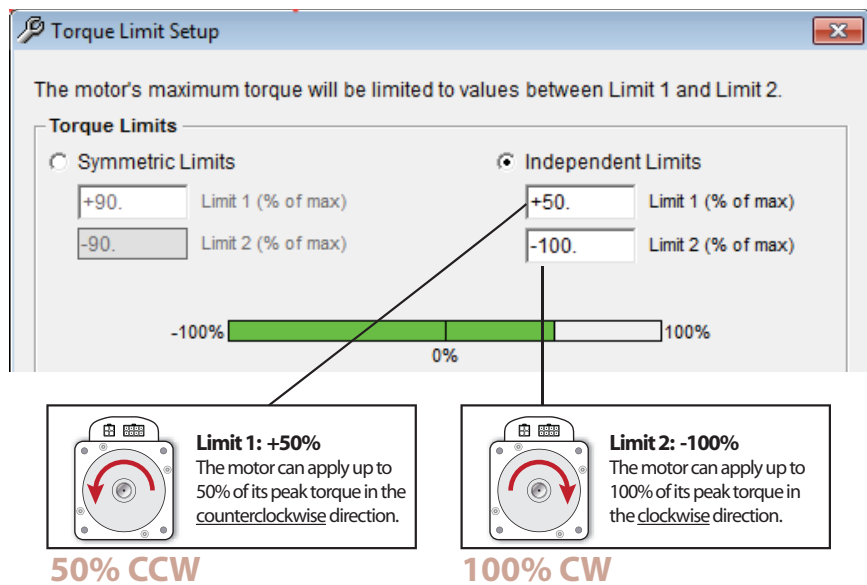 Torque Limit Setup
The motor's maximum torque will be limited to values between Limit 1 and Limit 2.
Torque Limits
Symmetric Limits
+90. Limit 1 (% of max)
-90. Limit 2 (% of max)
Independent Limits
+50. Limit 1 (% of max)
-100. Limit 2 (% of max)
-100% 100%
0%
Limit 1: +50%
The motor can apply up to
50% of its peak torque in the
counterclockwise direction.
50% CCW
Limit 2: -100%
The motor can apply up to
100% of its peak torque in
the clockwise direction.
100% CW